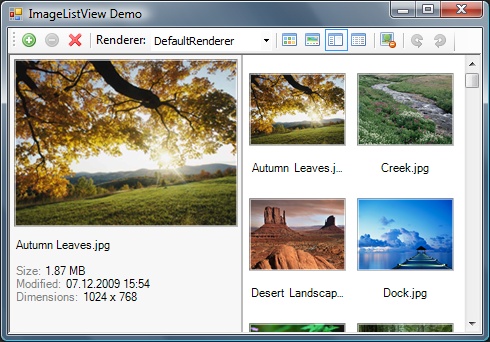 ImageListView Demo
Renderer: DefaultRenderer
Autumn Leaves.jpg
Size: 1.87 MB
Modified: 07.12.2009 15:54
Dimensions: 1024 x 768
Autumn Leaves.j...
Creek.jpg
Desert Landscap...
Dock.jpg